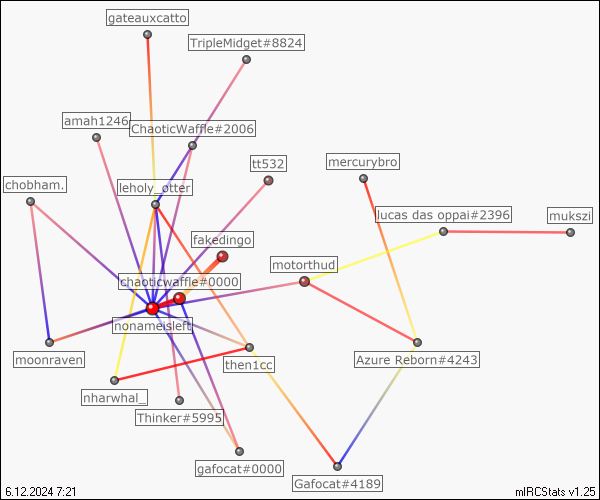 gateauxcatto
TripleMidget#8824
amah1246
ChaoticWaffle#2006
tt532
mercurybro
chobham.
leholy_otter
lucas das oppai#2396
mukszi
fakedingo
motorthud
chaoticwaffle#0000
nonameisleft
moonraven
then1cc
Azure Reborn#4243
nharwhal_
Thinker#5995
gafocat#0000
Gafocat#4189
6.12.2024 7:21
mIRCStats v1.25